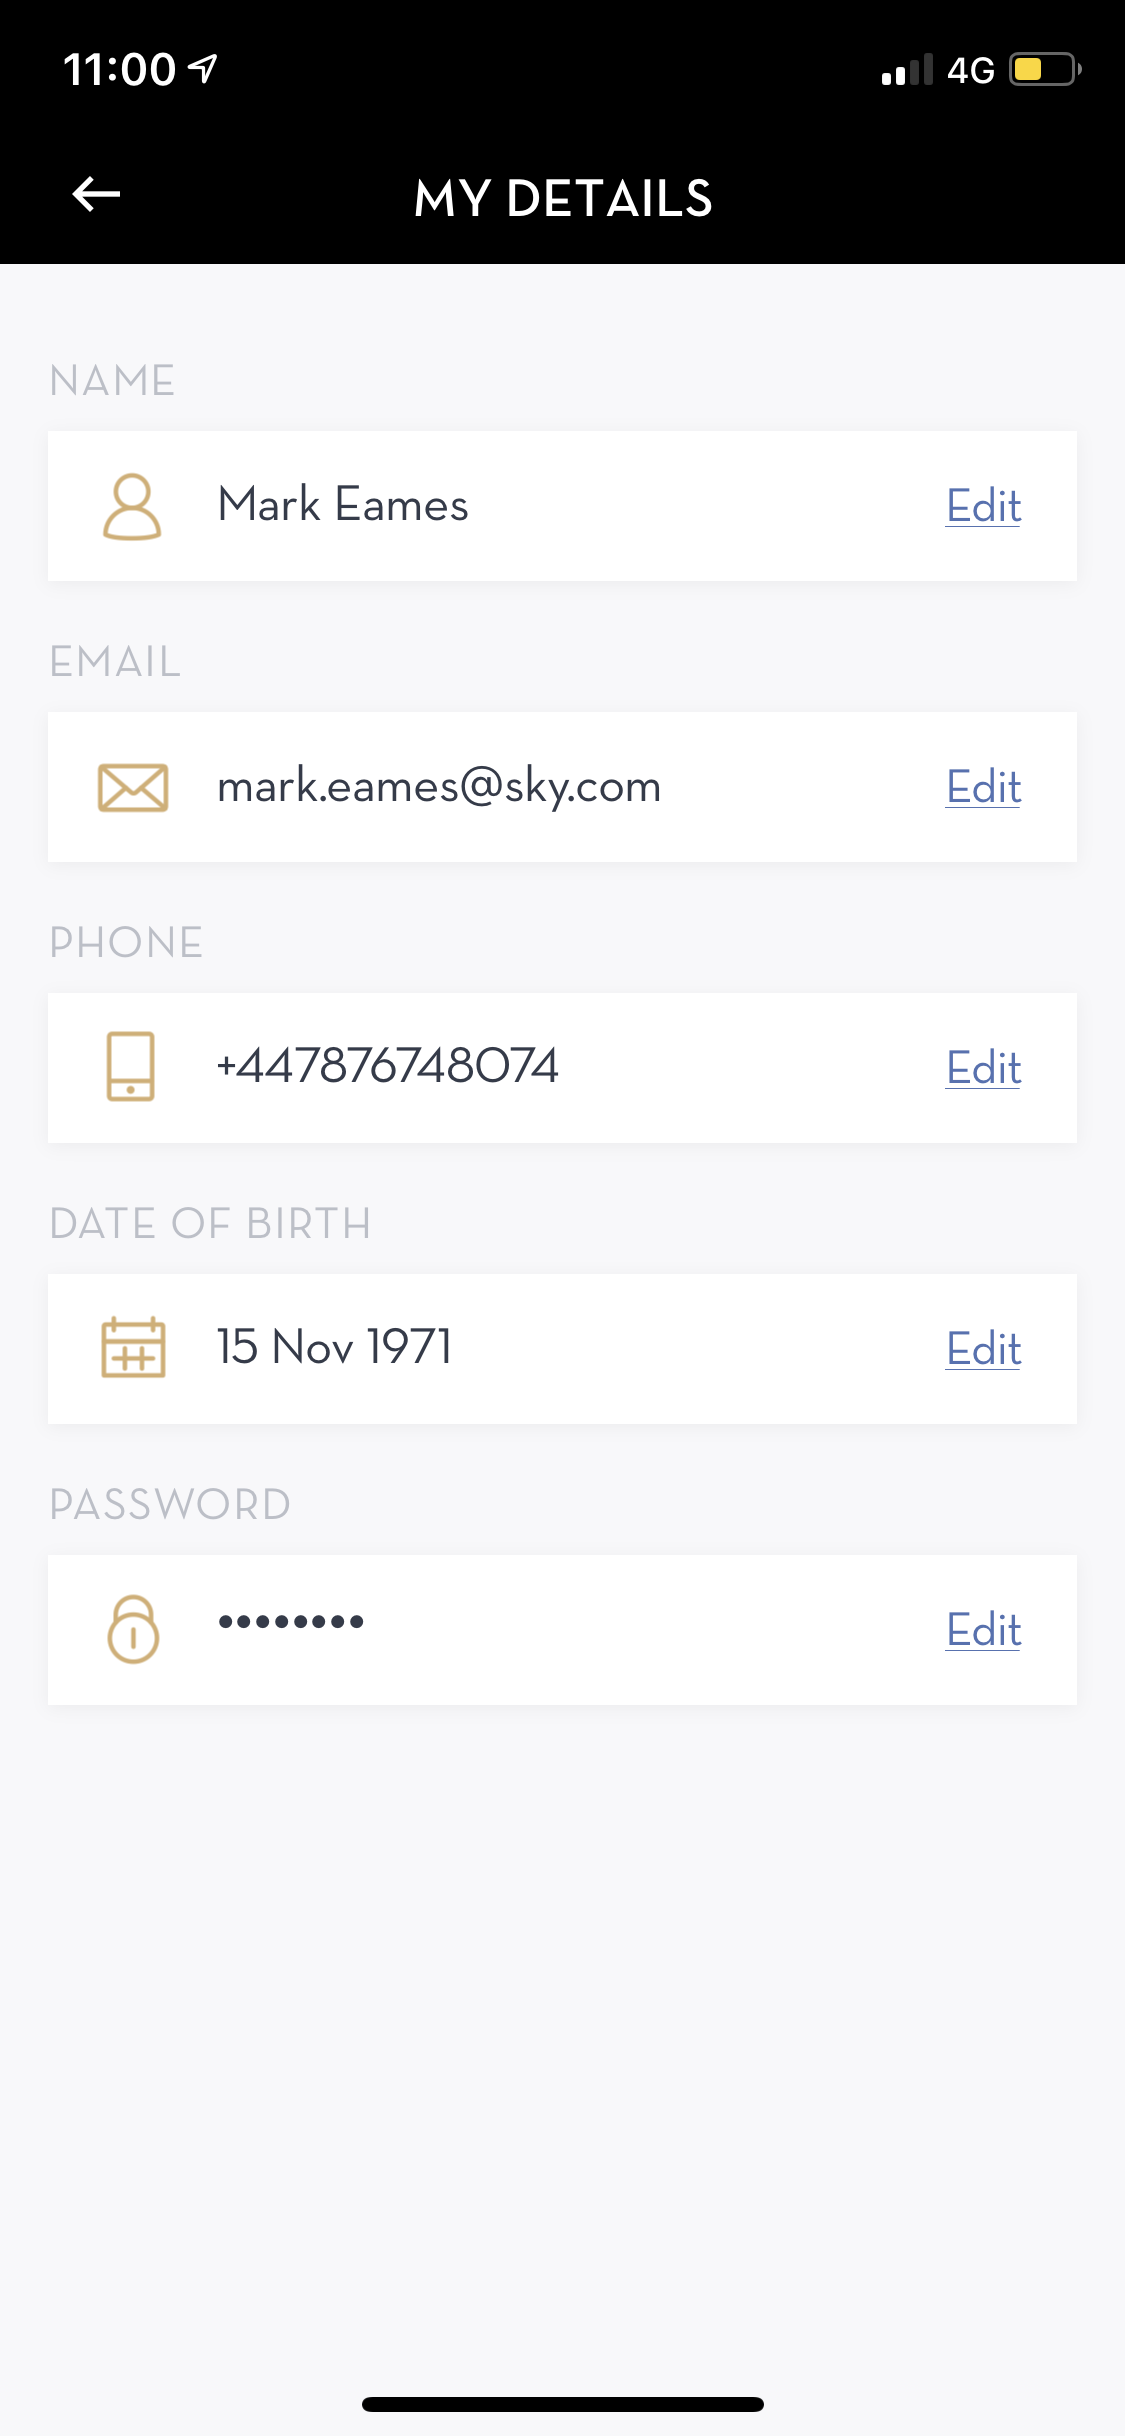 11:00
4G
MY DETAILS
NAME
Mark Eames
Edit
EMAIL
mark.eames@sky.com
Edit
PHONE
+447876748074
Edit
DATE OF BIRTH
15 Nov 1971
Edit
PASSWORD
••••••••
Edit